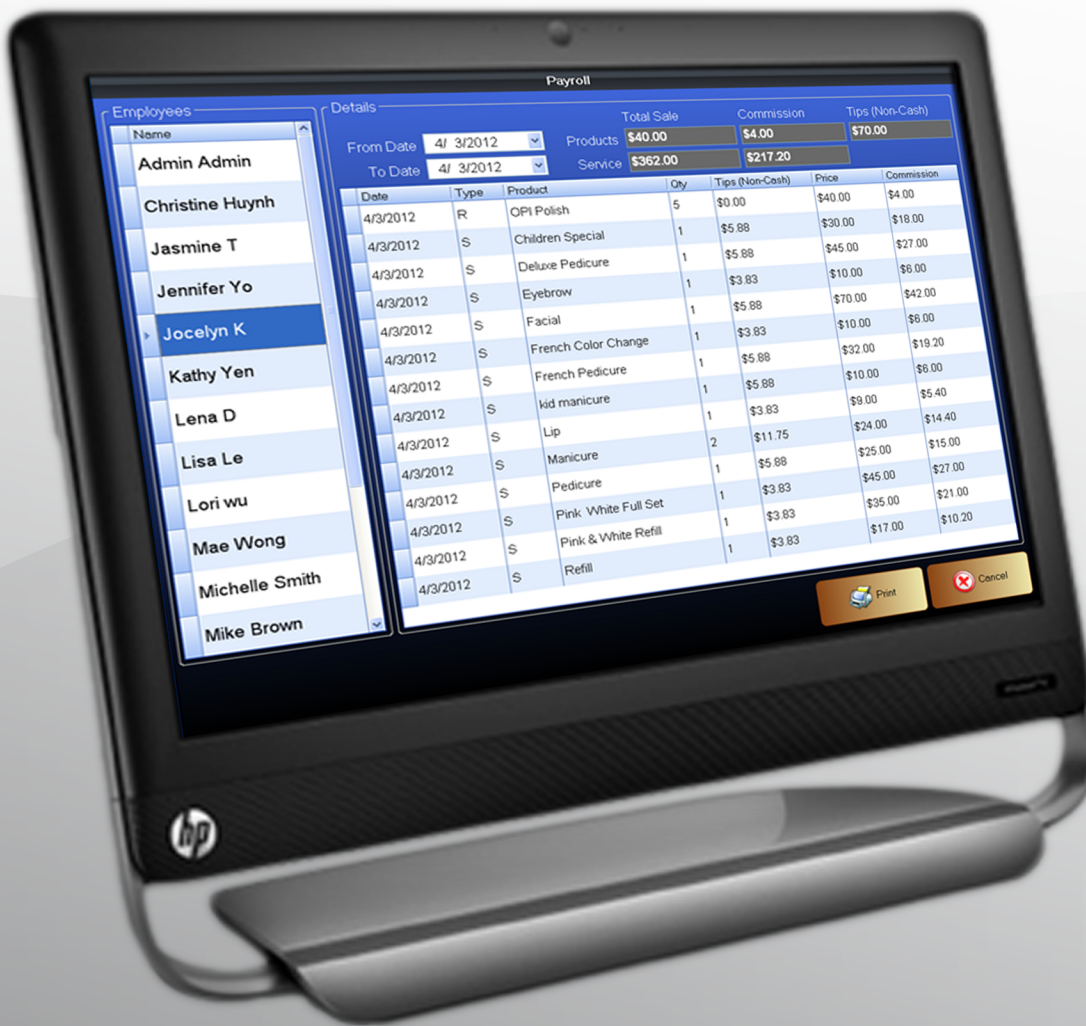 Payroll
Employees
Name
Admin Admin
Christine Huynh
Jasmine T
Jennifer Yo
Jocelyn K
Kathy Yen
Lena D
Lisa Le
Lori wu
Mae Wong
Michelle Smith
Mike Brown
Details
From Date 4/ 3/2012
To Date 4/ 3/2012
Total Sale Commission Tips (Non-Cash)
Products $40.00 $4.00 $70.00
Service $362.00 $217.20
Date Type Product Qty Tips (Non-Cash) Price Commission
4/3/2012 R OPI Polish 5 $0.00 $40.00 $4.00
4/3/2012 S Children Special 1 $5.88 $30.00 $18.00
4/3/2012 S Deluxe Pedicure 1 $5.88 $45.00 $27.00
4/3/2012 S Eyebrow 1 $3.83 $10.00 $6.00
4/3/2012 S Facial 1 $5.88 $70.00 $42.00
4/3/2012 S French Color Change 1 $3.83 $10.00 $6.00
4/3/2012 S French Pedicure 1 $5.88 $32.00 $19.20
4/3/2012 S kid manicure 1 $5.88 $10.00 $6.00
4/3/2012 S Lip 1 $3.83 $9.00 $5.40
4/3/2012 S Manicure 2 $11.75 $24.00 $14.40
4/3/2012 S Pedicure 1 $5.88 $25.00 $15.00
4/3/2012 S Pink White Full Set 1 $3.83 $45.00 $27.00
4/3/2012 S Pink & White Refill 1 $3.83 $35.00 $21.00
4/3/2012 S Refill 1 $3.83 $17.00 $10.20
Print
Cancel
hp